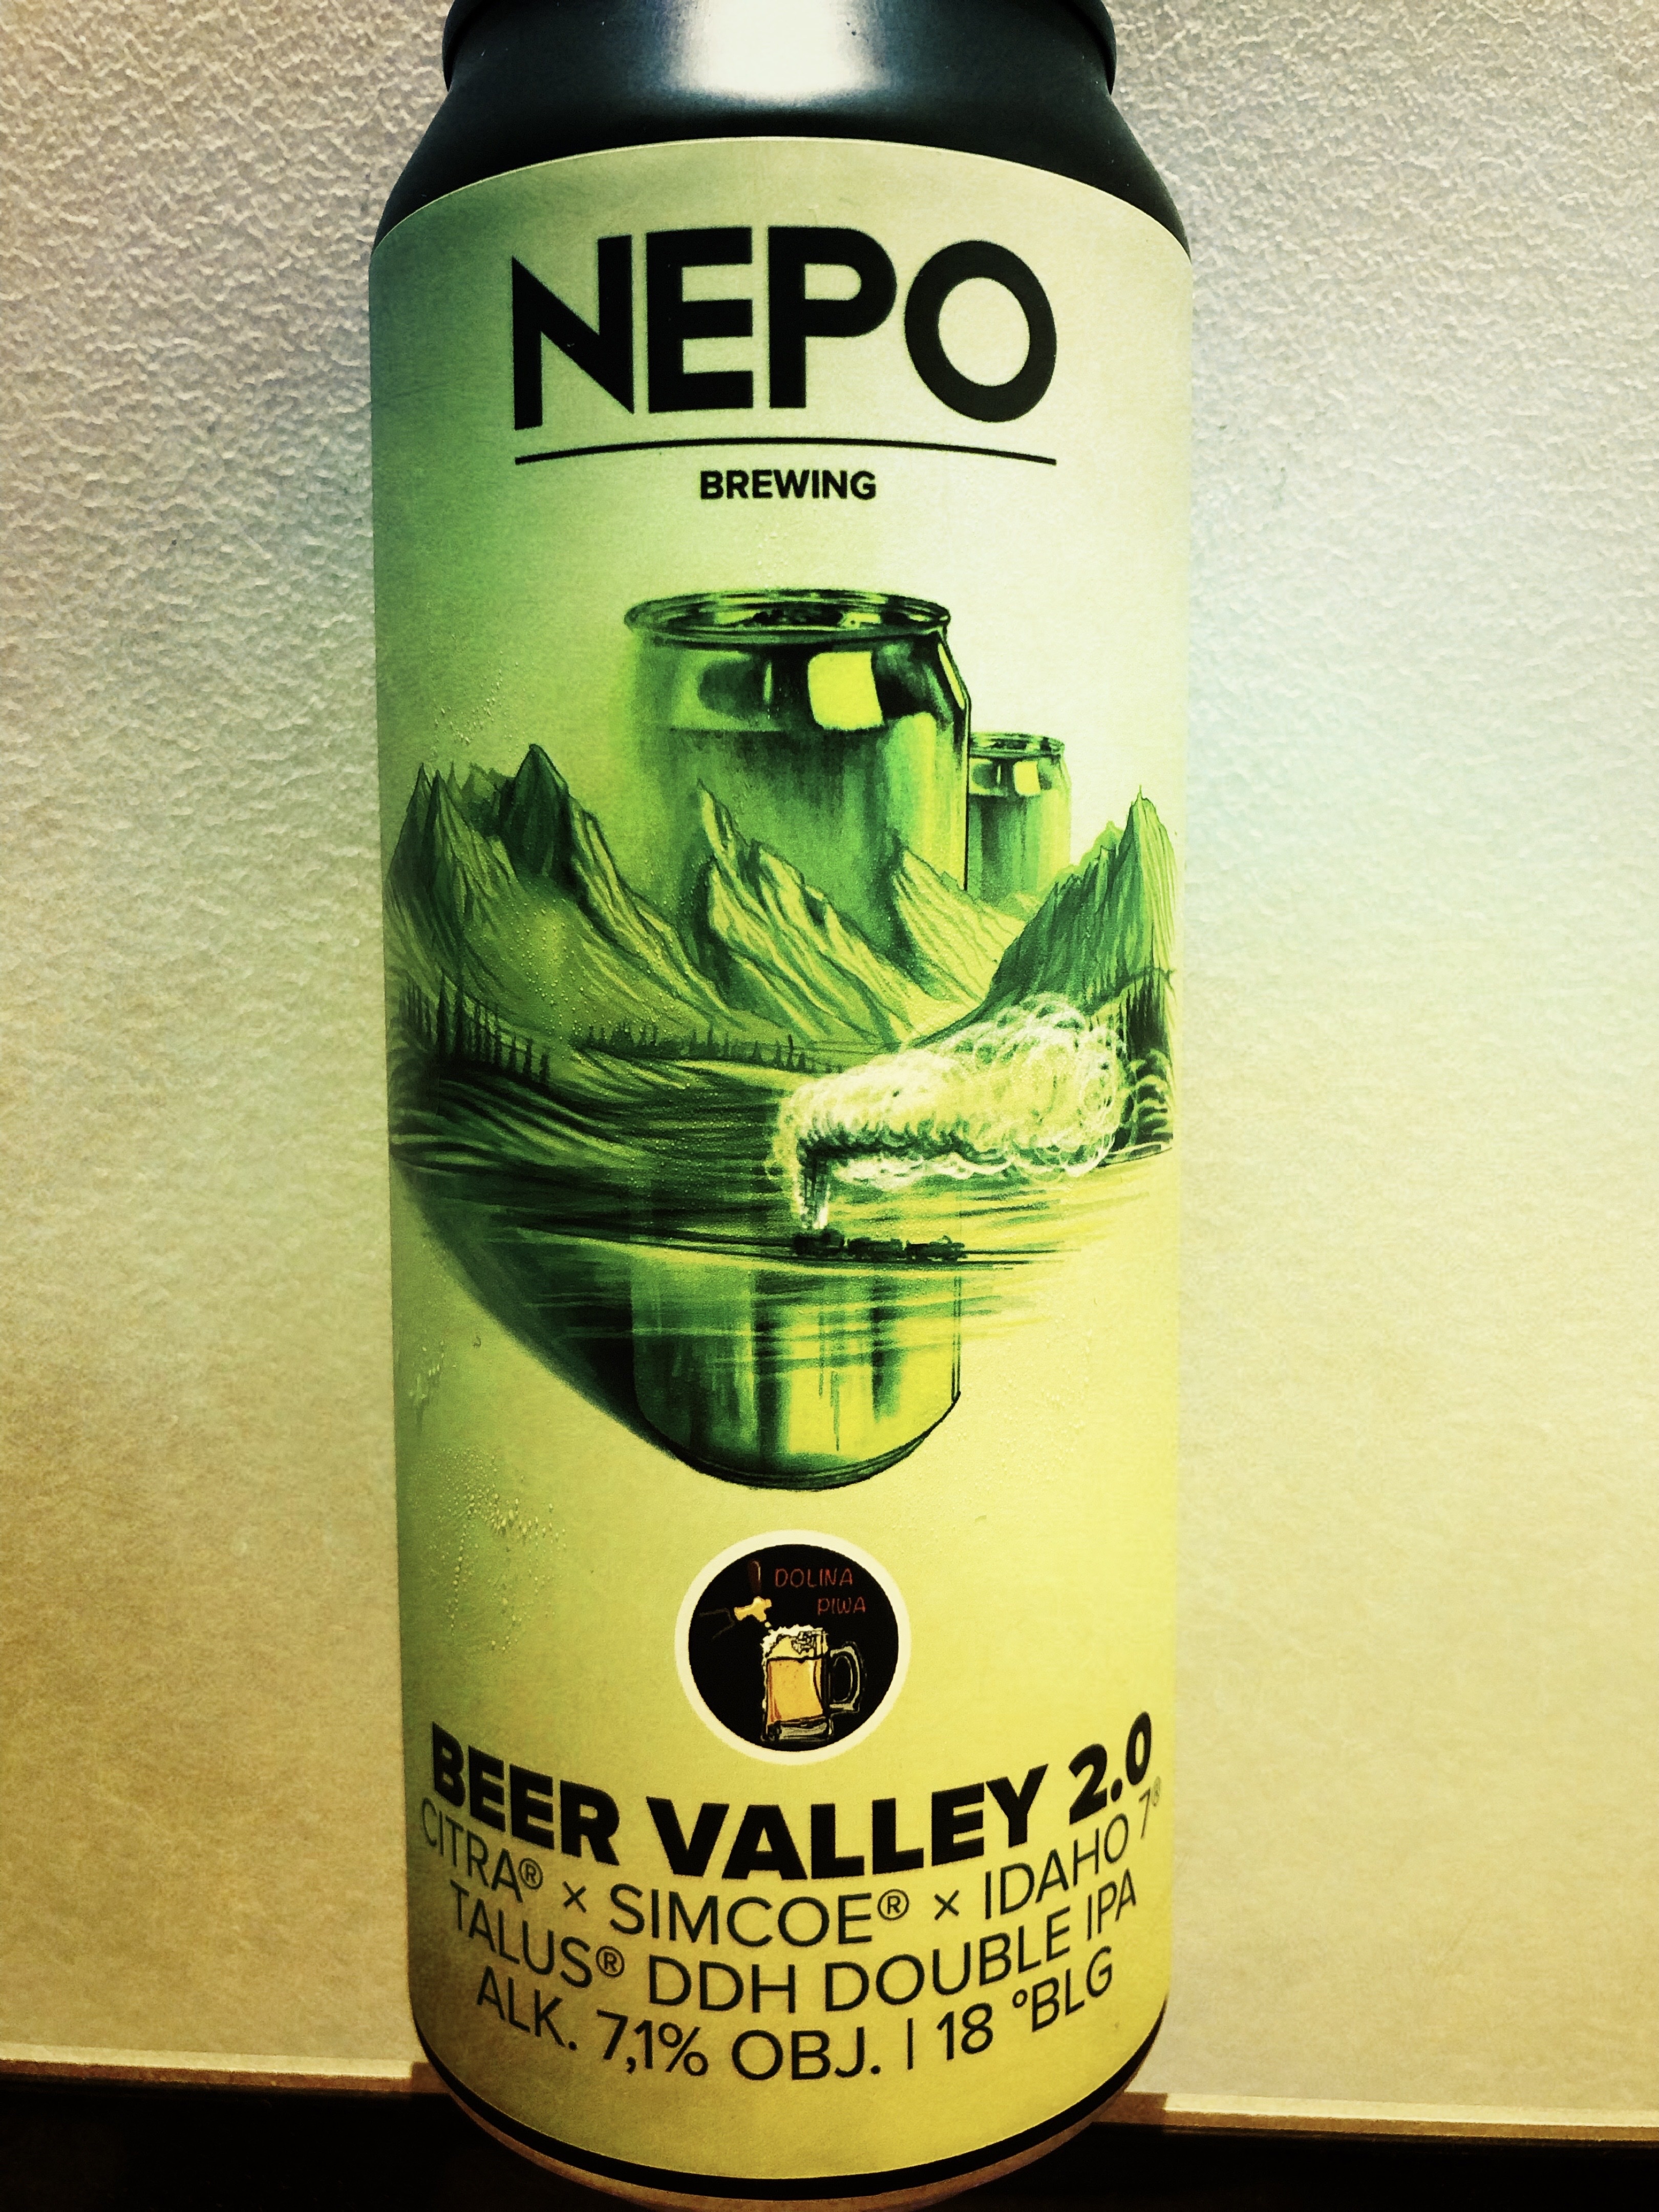 NEPO
BREWING
DOLINA
PIWA
BEER VALLEY 2.0
CITRA® × SIMCOE® × IDAHO 7®
TALUS® DDH DOUBLE IPA
ALK. 7,1% OBJ. | 18 °BLG